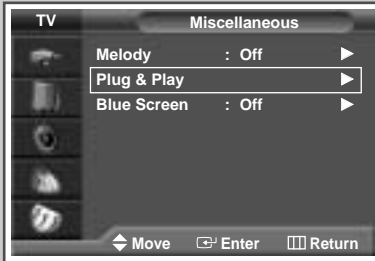 TV Miscellaneous
Melody : Off
Plug & Play
Blue Screen : Off
Move Enter Return